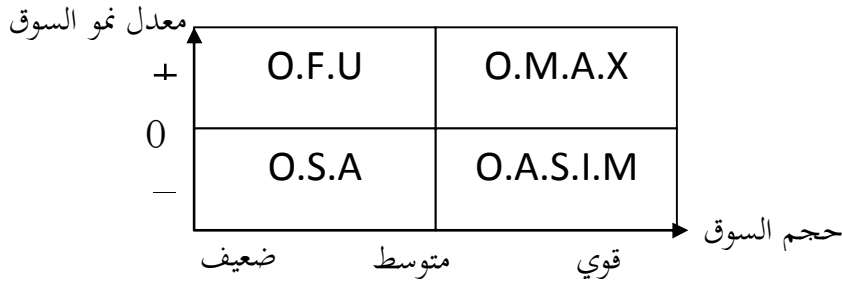 معدل نمو السوق
+ O.F.U O.M.A.X
0
− O.S.A O.A.S.I.M
حجم السوق
ضعيف متوسط قوي